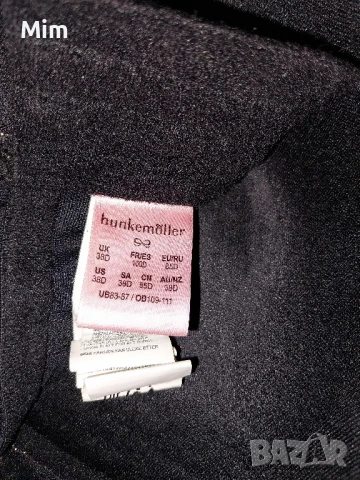 Mim
hunkemöller
UK FR/ES EU/RU
38D 100D 85D
US SA CN AU/NZ
38D 38D 85D 38D
UB83-87 / OB109-111
BAZAR